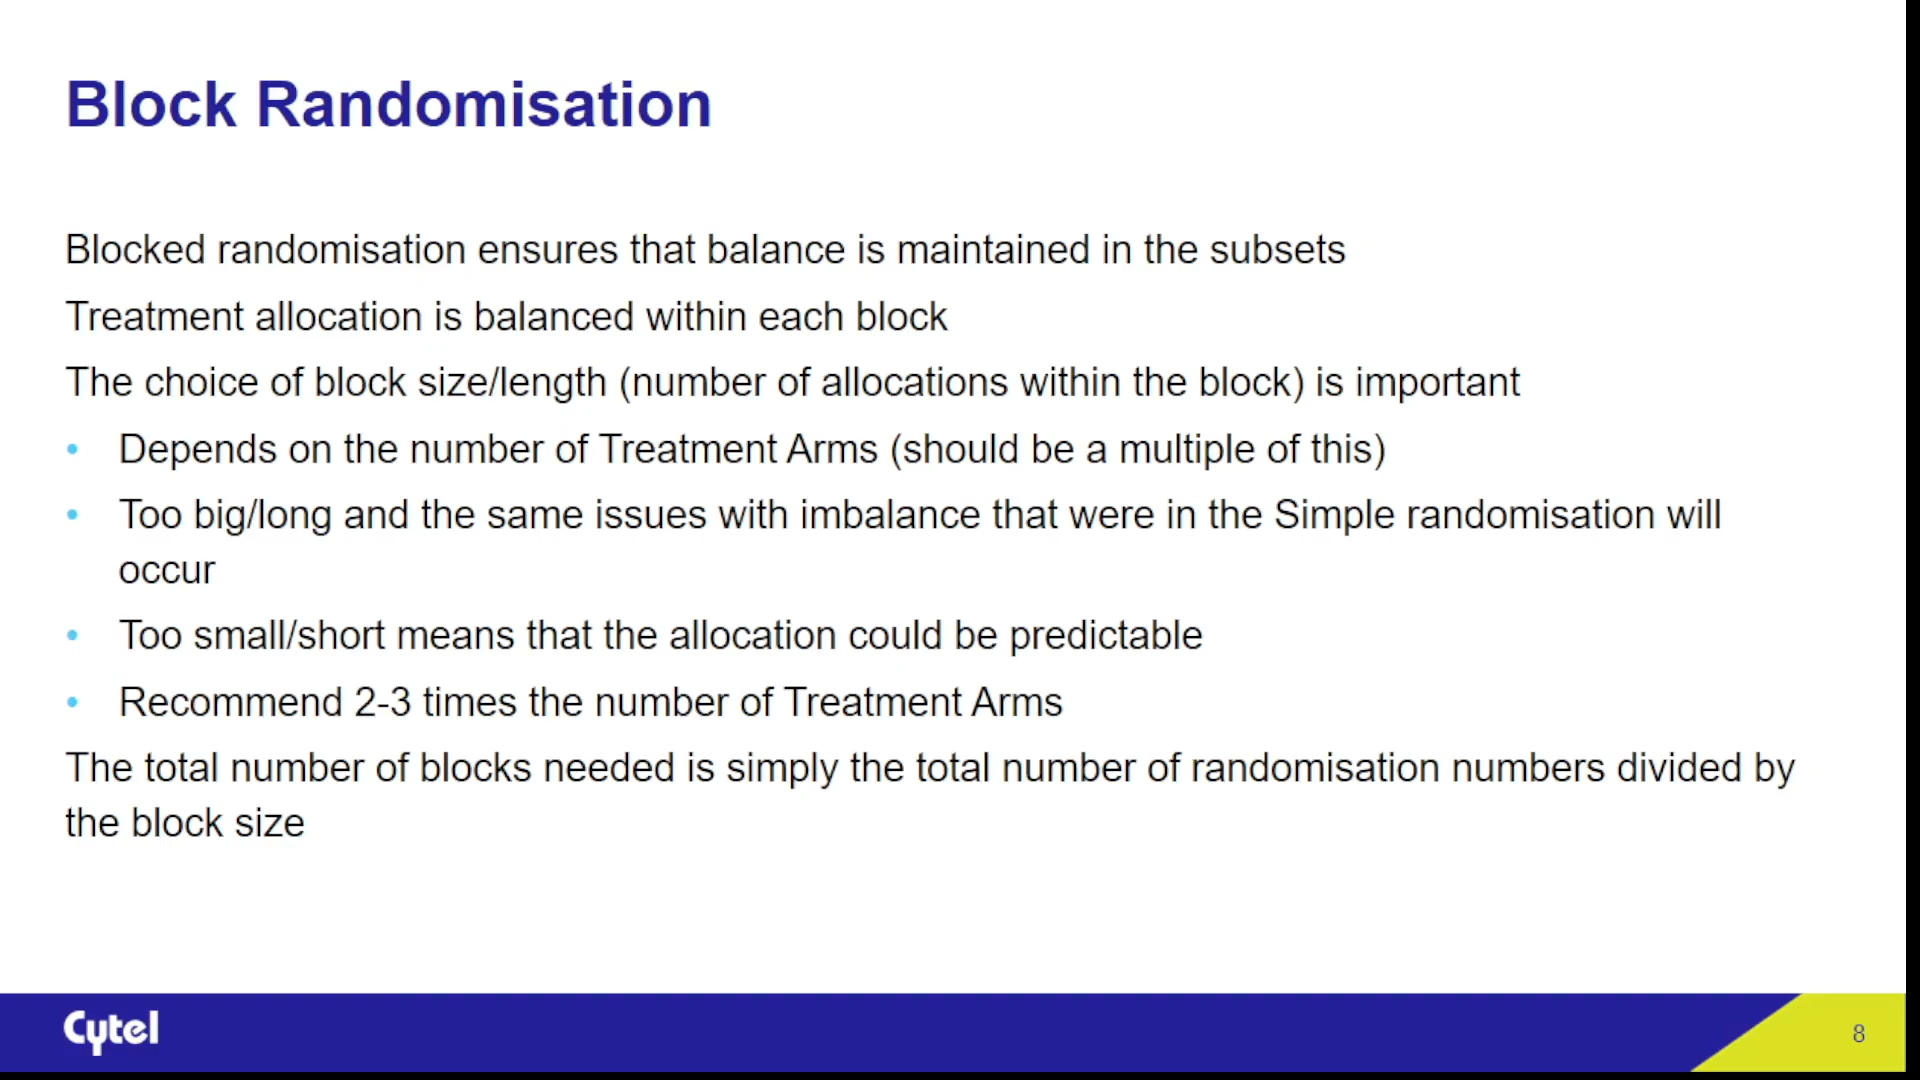 Block Randomisation
Blocked randomisation ensures that balance is maintained in the subsets
Treatment allocation is balanced within each block
The choice of block size/length (number of allocations within the block) is important
• Depends on the number of Treatment Arms (should be a multiple of this)
• Too big/long and the same issues with imbalance that were in the Simple randomisation will
occur
• Too small/short means that the allocation could be predictable
• Recommend 2-3 times the number of Treatment Arms
The total number of blocks needed is simply the total number of randomisation numbers divided by
the block size
Cytel
8